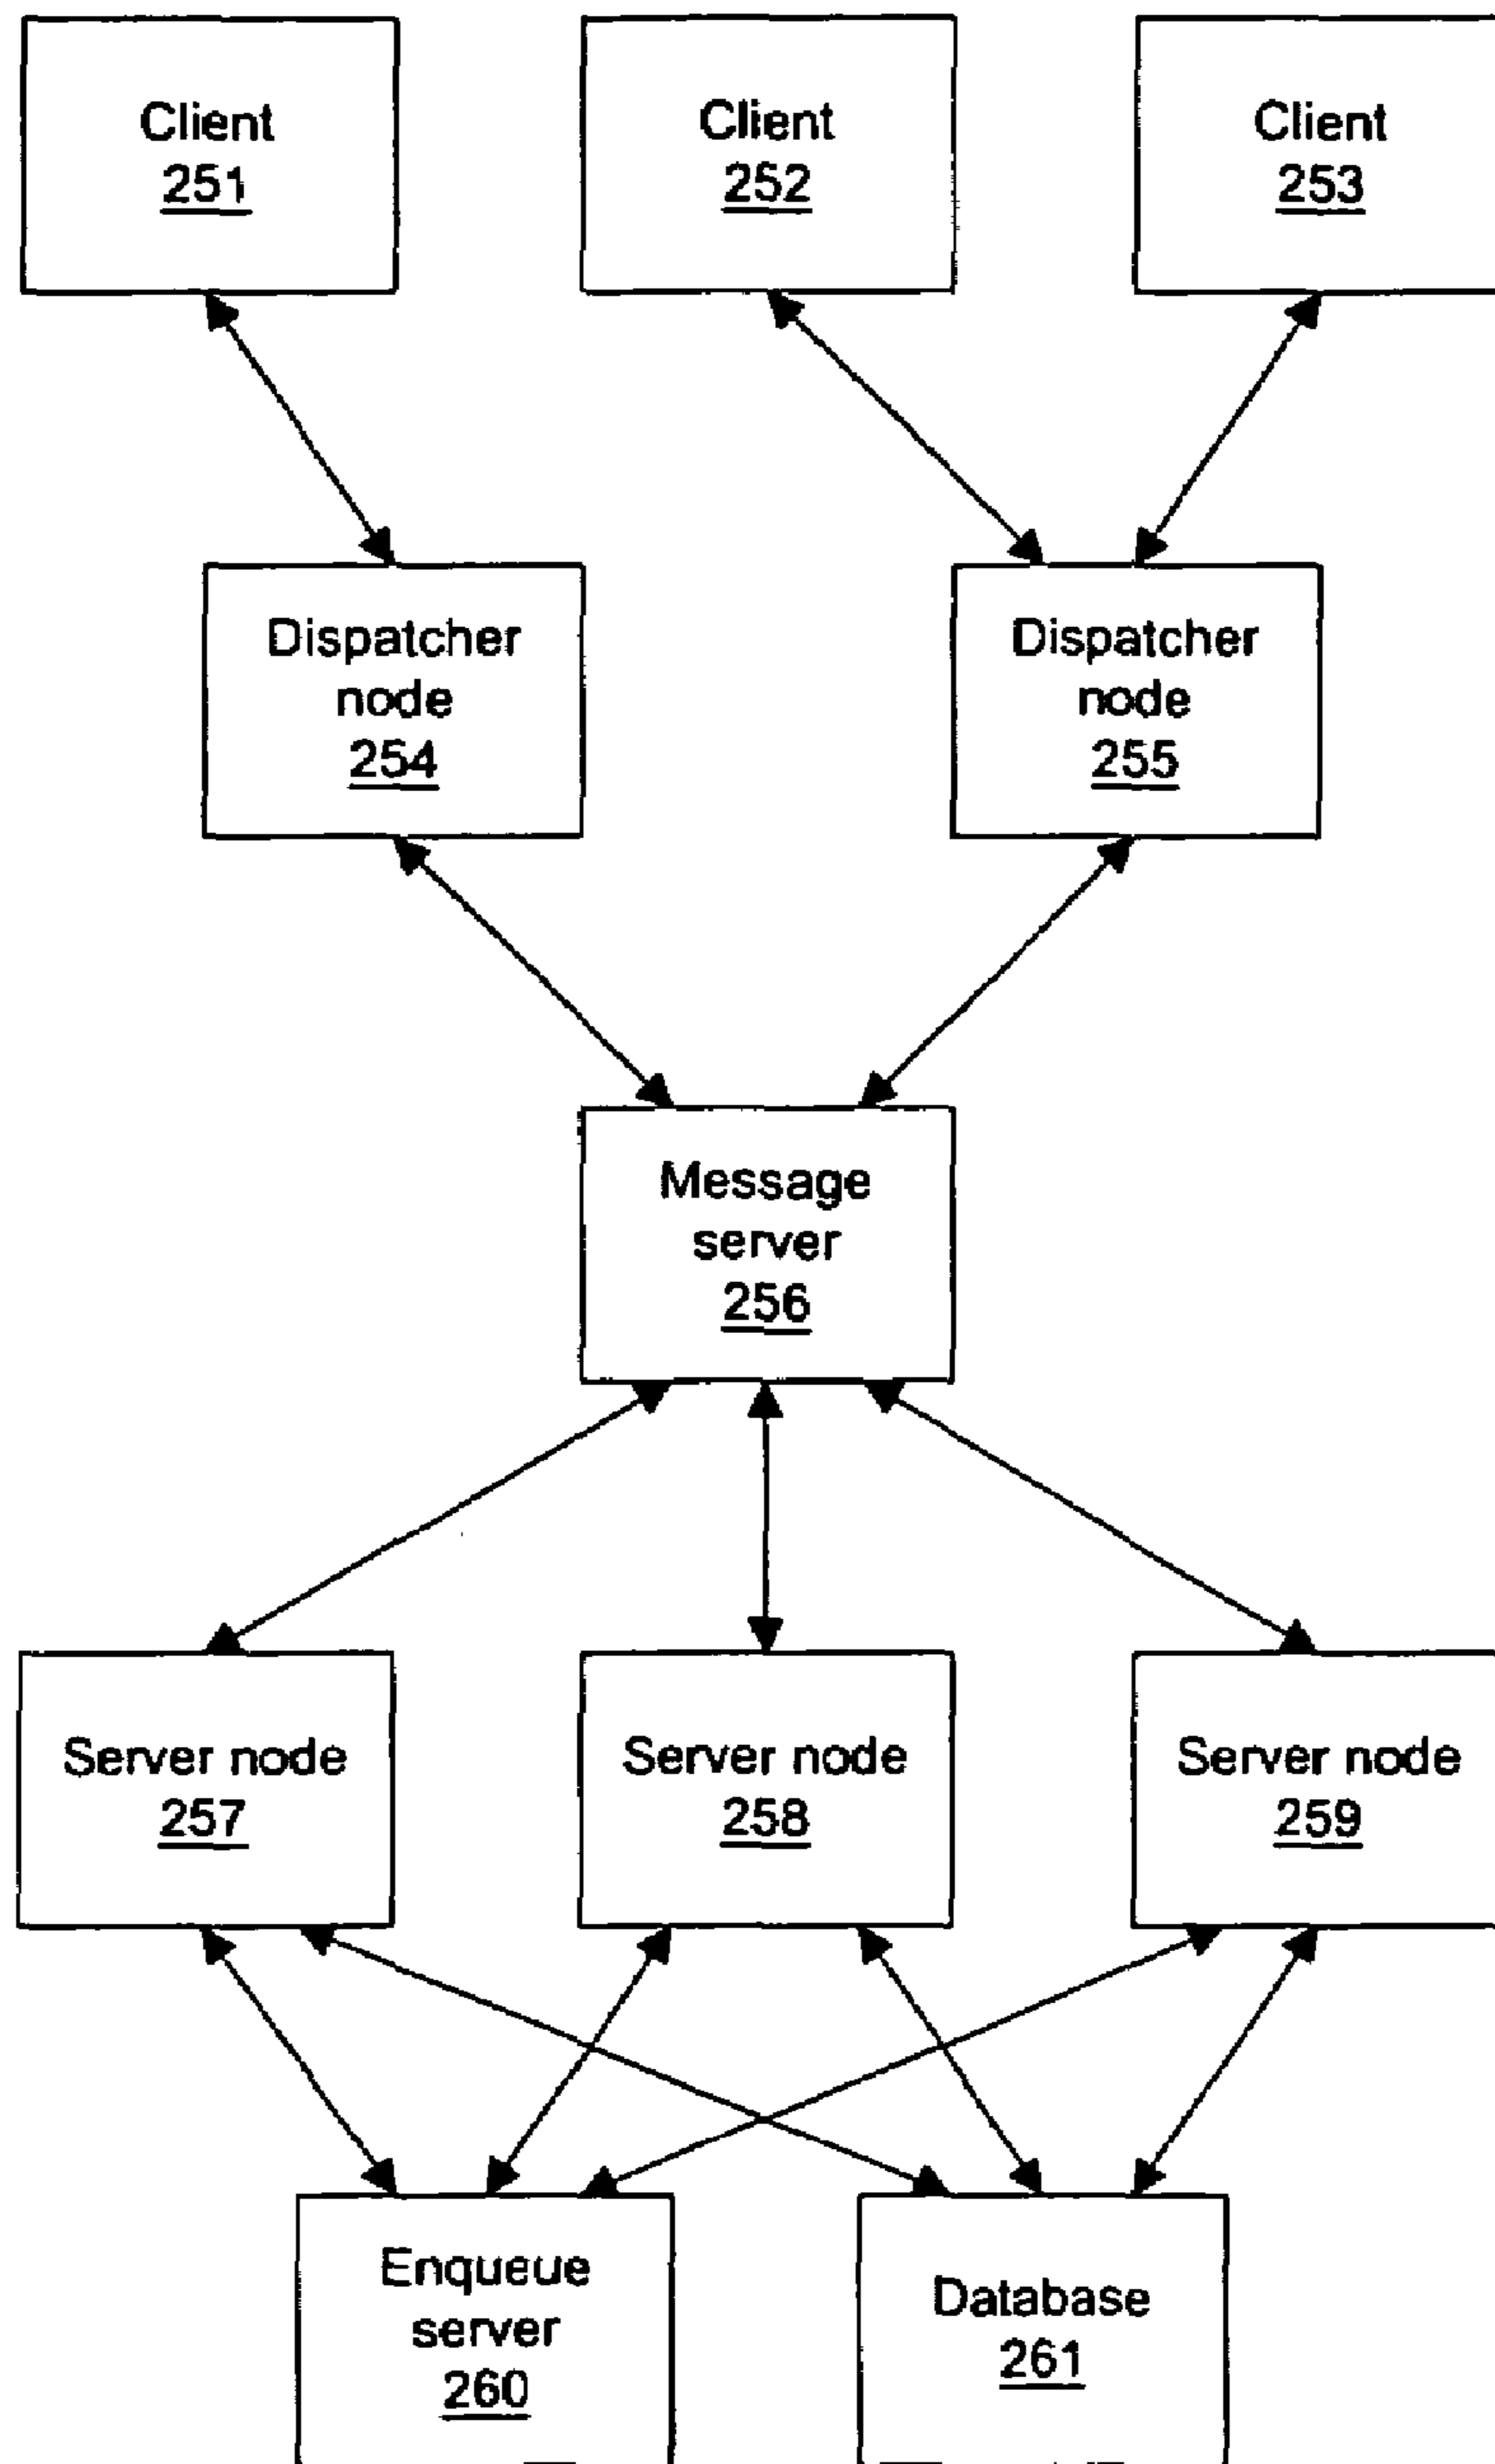 Client
251
Client
252
Client
253
Dispatcher
node
254
Dispatcher
node
255
Message
server
256
Server node
257
Server node
258
Server node
259
Enqueue
server
260
Database
261